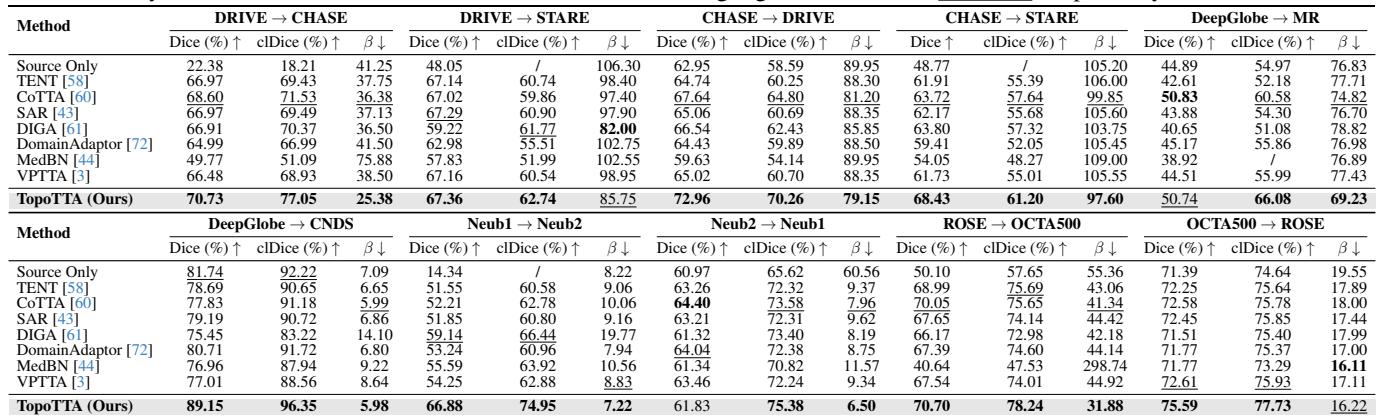 Method DRIVE → CHASE DRIVE → STARE CHASE → DRIVE CHASE → STARE DeepGlobe → MR
Dice (%) ↑ clDice (%) ↑ β ↓ Dice (%) ↑ clDice (%) ↑ β ↓ Dice (%) ↑ clDice (%) ↑ β ↓ Dice ↑ clDice (%) ↑ β ↓ Dice (%) ↑ clDice (%) ↑ β ↓
Source Only 22.38 18.21 41.25 48.05 / 106.30 62.95 58.59 89.95 48.77 / 105.20 44.89 54.97 76.83
TENT [58] 66.97 69.43 37.75 67.14 60.74 98.40 64.74 60.25 88.30 61.91 55.39 106.00 42.61 52.18 77.71
CoTTA [60] 68.60 71.53 36.38 67.02 59.86 97.40 67.64 64.80 81.20 63.72 57.64 99.85 50.83 60.58 74.82
SAR [43] 66.97 69.49 37.13 67.29 60.90 97.90 65.06 60.69 88.35 62.17 55.68 105.60 43.88 54.30 76.70
DIGA [61] 66.91 70.37 36.50 59.22 61.77 82.00 66.54 62.43 85.85 63.80 57.32 103.75 40.65 51.08 78.82
DomainAdaptor [72] 64.99 66.99 41.50 62.98 55.51 102.75 64.43 59.89 88.50 59.41 52.05 105.45 45.17 55.86 76.98
MedBN [44] 49.77 51.09 75.88 57.83 51.99 102.55 59.63 54.14 89.95 54.05 48.27 109.00 38.92 / 76.89
VPTTA [3] 66.48 68.93 38.50 67.16 60.54 98.95 65.02 60.70 88.35 61.73 55.01 105.55 44.51 55.99 77.43
TopoTTA (Ours) 70.73 77.05 25.38 67.36 62.74 85.75 72.96 70.26 79.15 68.43 61.20 97.60 50.74 66.08 69.23
Method DeepGlobe → CNDS Neub1 → Neub2 Neub2 → Neub1 ROSE → OCTA500 OCTA500 → ROSE
Dice (%) ↑ clDice (%) ↑ β ↓ Dice (%) ↑ clDice (%) ↑ β ↓ Dice (%) ↑ clDice (%) ↑ β ↓ Dice (%) ↑ clDice (%) ↑ β ↓ Dice (%) ↑ clDice (%) ↑ β ↓
Source Only 81.74 92.22 7.09 14.34 / 8.22 60.97 65.62 60.56 50.10 57.65 55.36 71.39 74.64 19.55
TENT [58] 78.69 90.65 6.65 51.55 60.58 9.06 63.26 72.32 9.37 68.99 75.69 43.06 72.25 75.64 17.89
CoTTA [60] 77.83 91.18 5.99 52.21 62.78 10.06 64.40 73.58 7.96 70.05 75.65 41.34 72.58 75.78 18.00
SAR [43] 79.19 90.72 6.86 51.85 60.80 9.16 63.21 72.31 9.62 67.65 74.14 44.42 72.45 75.85 17.44
DIGA [61] 75.45 83.22 14.10 59.14 66.44 19.77 61.32 73.40 8.19 66.17 72.98 42.18 71.51 75.40 17.99
DomainAdaptor [72] 80.71 91.72 6.80 53.24 60.96 7.94 64.04 72.38 8.75 67.39 74.60 44.14 71.77 75.37 17.00
MedBN [44] 76.96 87.94 9.22 55.59 63.92 10.56 61.34 70.82 11.57 40.64 47.53 298.74 71.77 73.29 16.11
VPTTA [3] 77.01 88.56 8.64 54.25 62.88 8.83 63.46 72.24 9.34 67.54 74.01 44.92 72.61 75.93 17.11
TopoTTA (Ours) 89.15 96.35 5.98 66.88 74.95 7.22 61.83 75.38 6.50 70.70 78.24 31.88 75.59 77.73 16.22